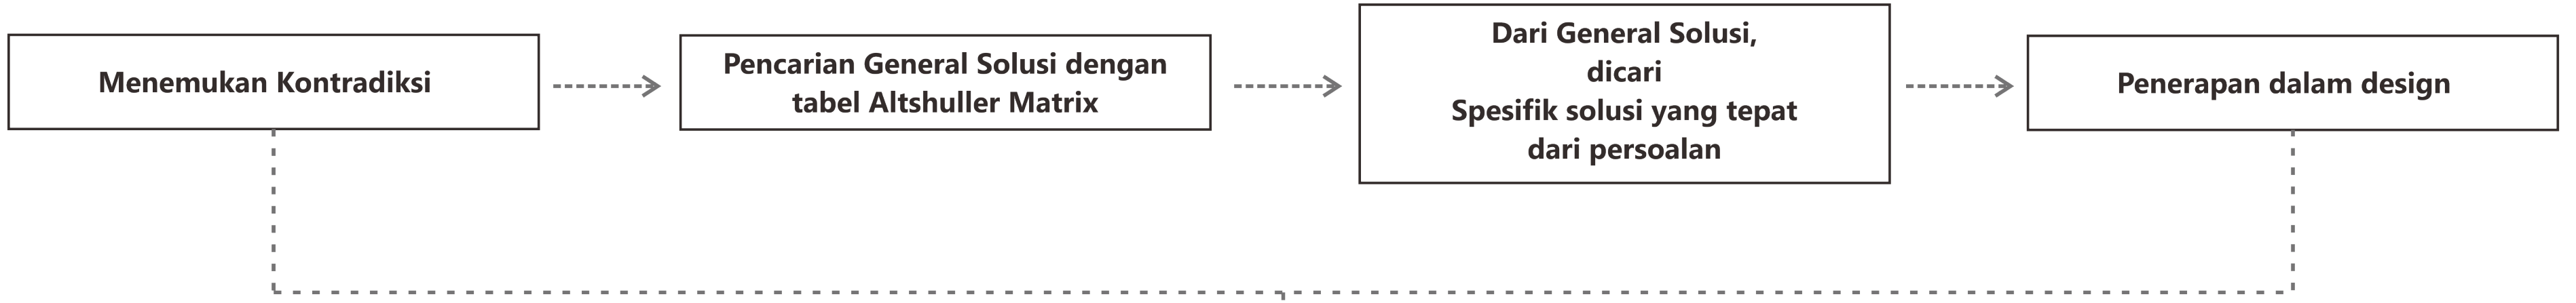 Menemukan Kontradiksi
Pencarian General Solusi dengan
tabel Altshuller Matrix
Dari General Solusi,
dicari
Spesifik solusi yang tepat
dari persoalan
Penerapan dalam design